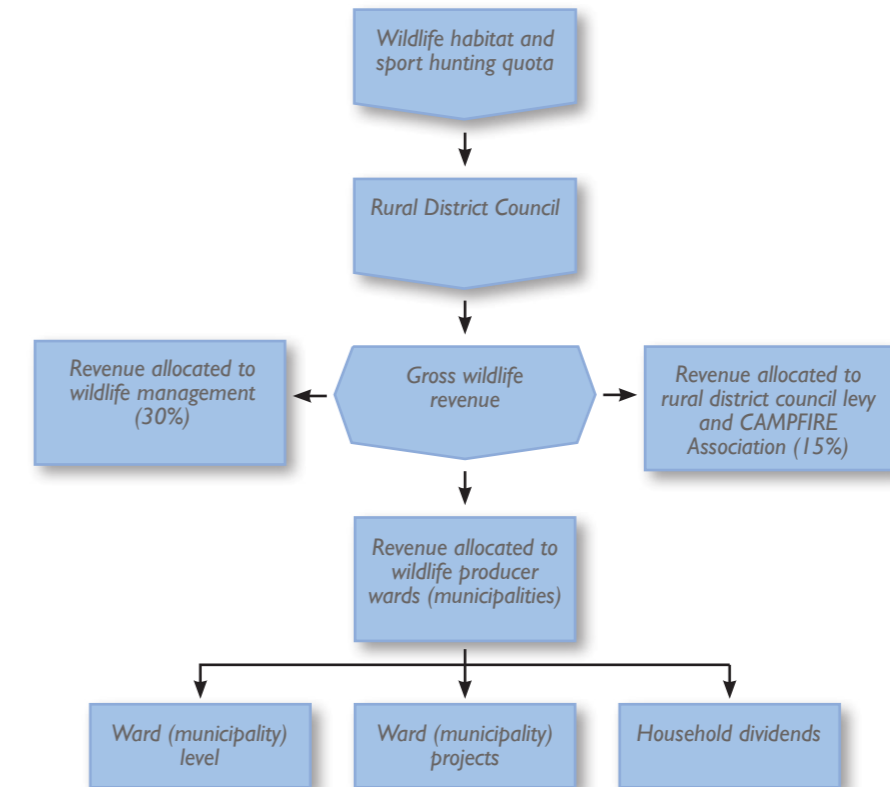 Wildlife habitat and
sport hunting quota
Rural District Council
Revenue allocated to
wildlife management
(30%)
Gross wildlife
revenue
Revenue allocated to
rural district council levy
and CAMPFIRE
Association (15%)
Revenue allocated to
wildlife producer
wards (municipalities)
Ward (municipality)
level
Ward (municipality)
projects
Household dividends